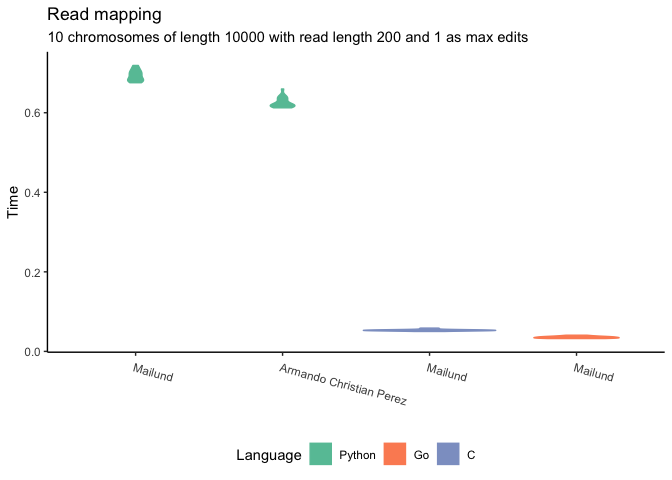 Read mapping
10 chromosomes of length 10000 with read length 200 and 1 as max edits
Time
0.6
0.4
0.2
0.0
Mailund
Armando Christian Perez
Mailund
Mailund
Language Python Go C